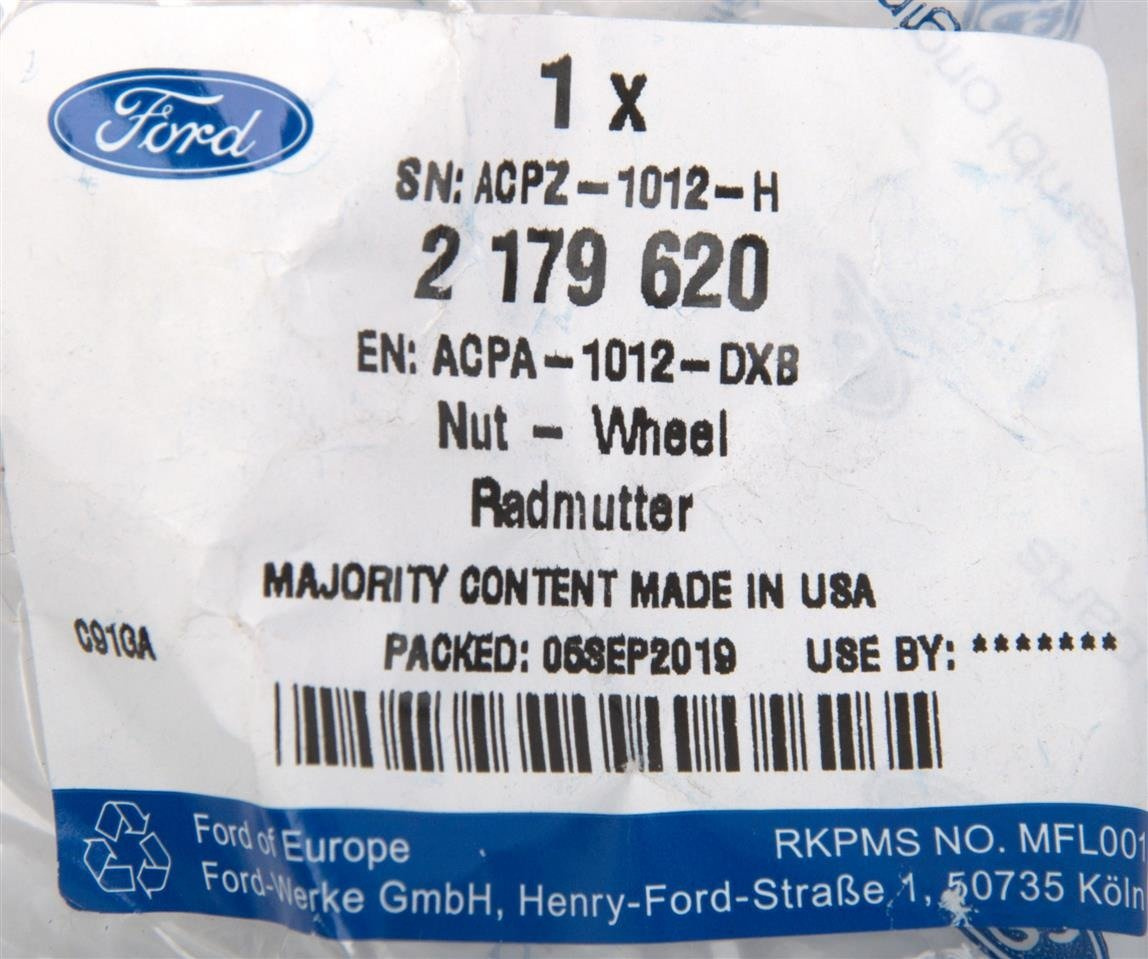 Ford
1 x
SN: ACPZ-1012-H
2 179 620
EN: ACPA-1012-DXB
Nut - Wheel
Radmutter
MAJORITY CONTENT MADE IN USA
C91GA
PACKED: 05SEP2019 USE BY: *******
Ford of Europe
RKPMS NO. MFL001
Ford-Werke GmbH, Henry-Ford-Straße 1, 50735 Köln